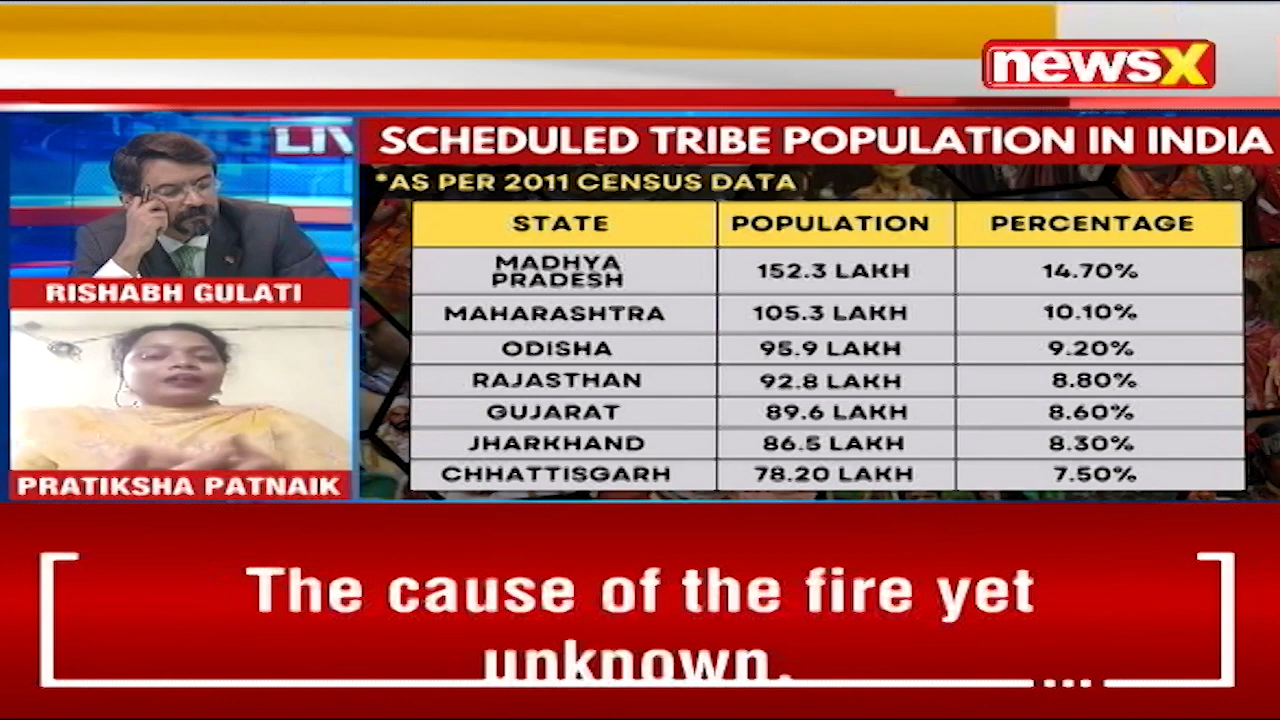 newsX
LIV
SCHEDULED TRIBE POPULATION IN INDIA
*AS PER 2011 CENSUS DATA
STATE POPULATION PERCENTAGE
MADHYA
PRADESH 152.3 LAKH 14.70%
MAHARASHTRA 105.3 LAKH 10.10%
ODISHA 95.9 LAKH 9.20%
RAJASTHAN 92.8 LAKH 8.80%
GUJARAT 89.6 LAKH 8.60%
JHARKHAND 86.5 LAKH 8.30%
CHHATTISGARH 78.20 LAKH 7.50%
RISHABH GULATI
PRATIKSHA PATNAIK
The cause of the fire yet
unknown.